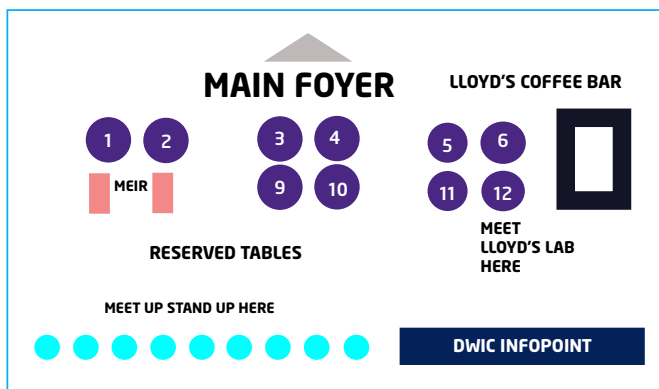 MAIN FOYER
LLOYD'S COFFEE BAR
1 2 3 4 5 6
MEIR
9 10 11 12
RESERVED TABLES
MEET
LLOYD'S LAB
HERE
MEET UP STAND UP HERE
DWIC INFOPOINT